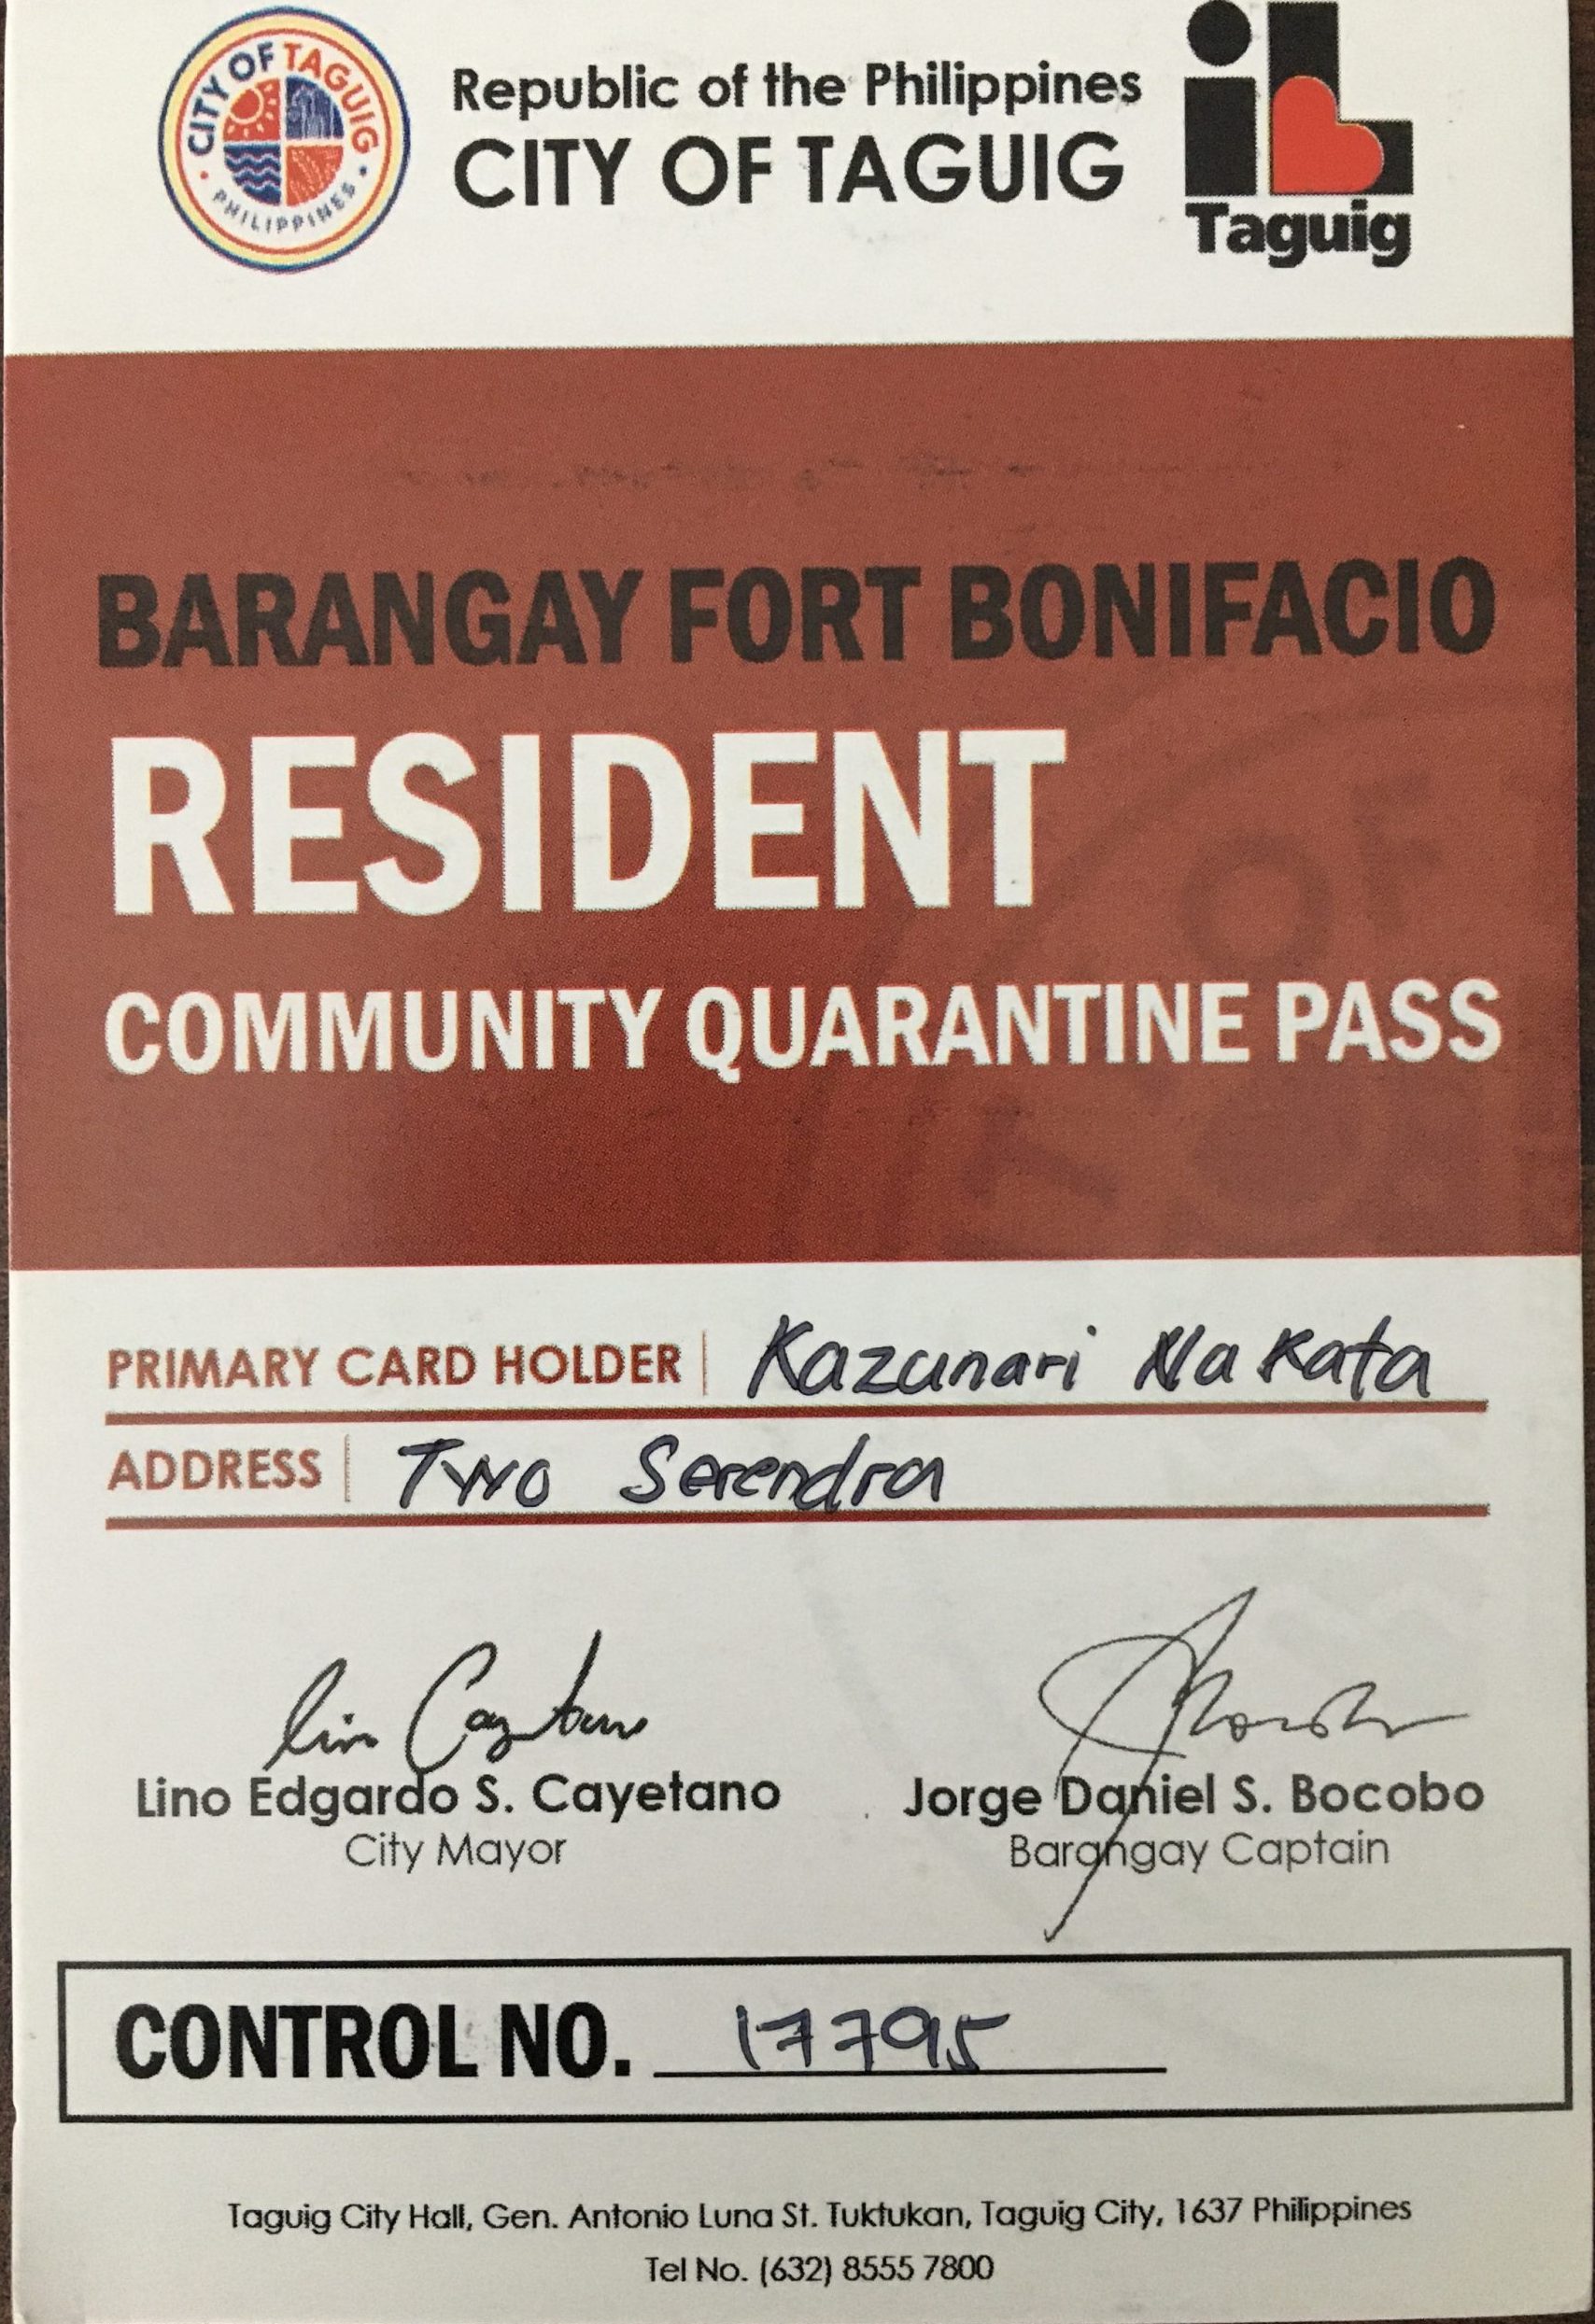 CITY OF TAGUIG
PHILIPPINES
Republic of the Philippines
CITY OF TAGUIG
iL
Taguig
BARANGAY FORT BONIFACIO
RESIDENT
COMMUNITY QUARANTINE PASS
PRIMARY CARD HOLDER | Kazunari Nakata
ADDRESS | Two Serendra
Lino Cayetano
Lino Edgardo S. Cayetano
City Mayor
Jorge Daniel S. Bocobo
Barangay Captain
CONTROL NO. 17795
Taguig City Hall, Gen. Antonio Luna St. Tuktukan, Taguig City, 1637 Philippines
Tel No. (632) 8555 7800